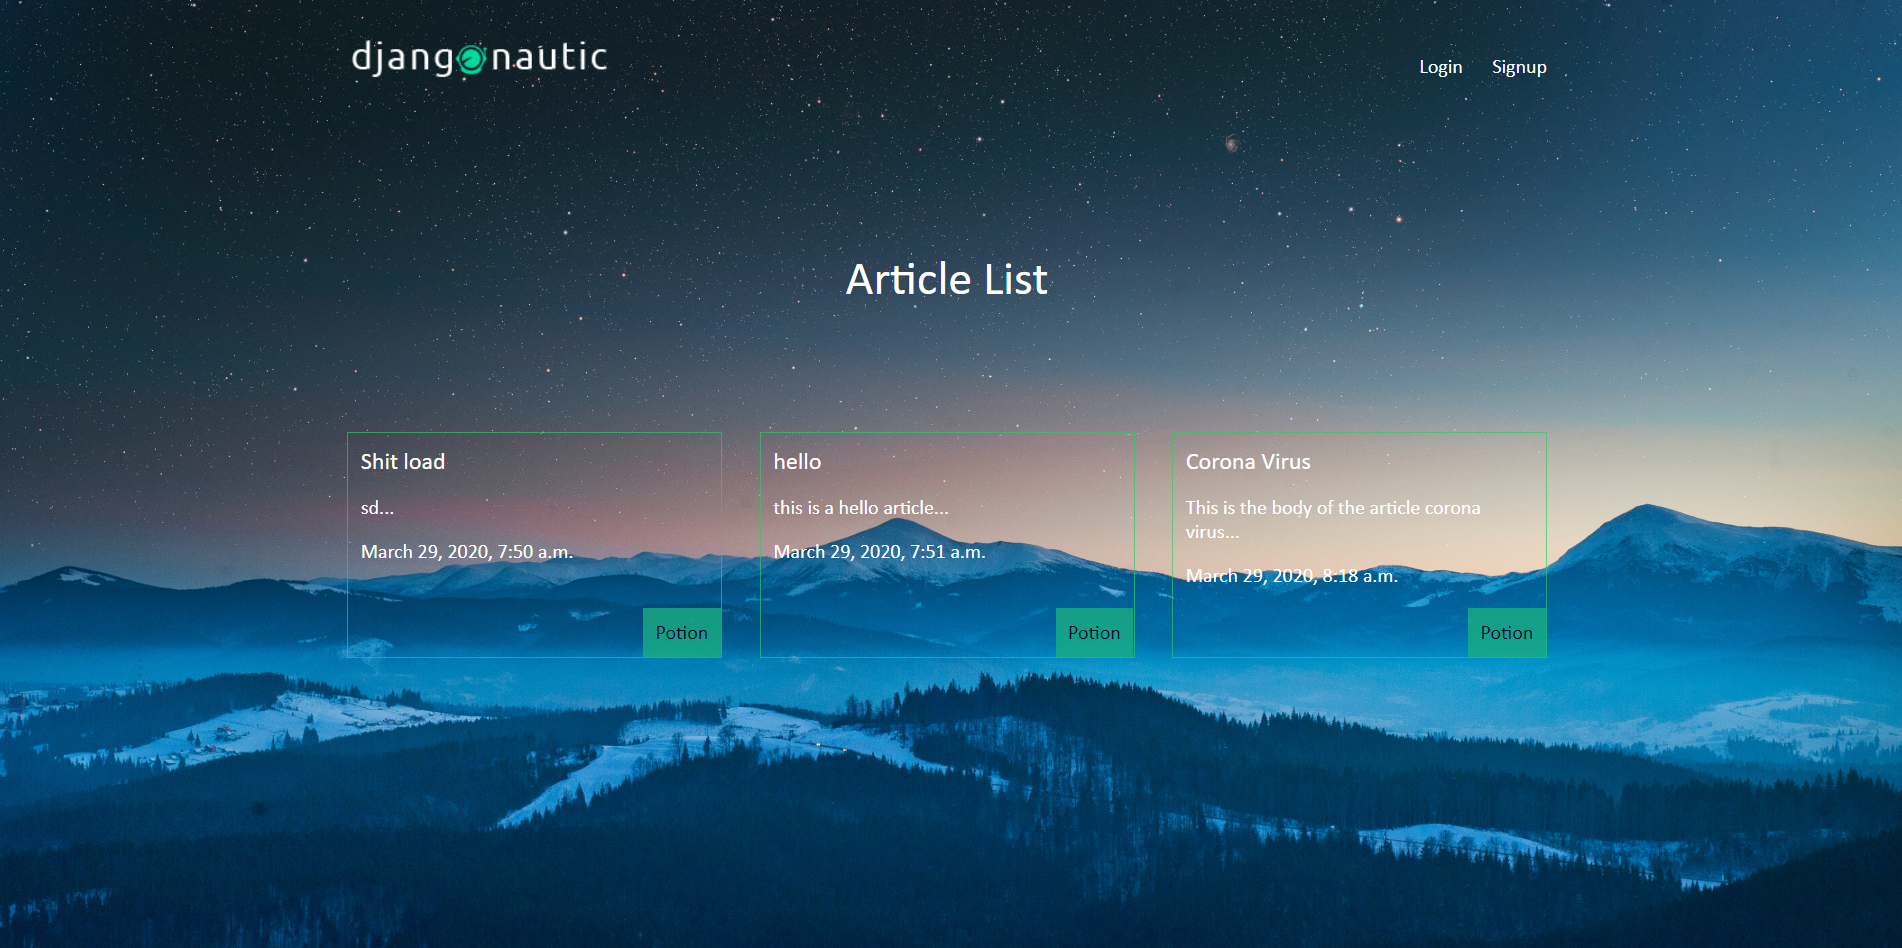 djangonautic
Login Signup
Article List
Shit load
sd...
March 29, 2020, 7:50 a.m.
Potion
hello
this is a hello article...
March 29, 2020, 7:51 a.m.
Potion
Corona Virus
This is the body of the article corona
virus...
March 29, 2020, 8:18 a.m.
Potion